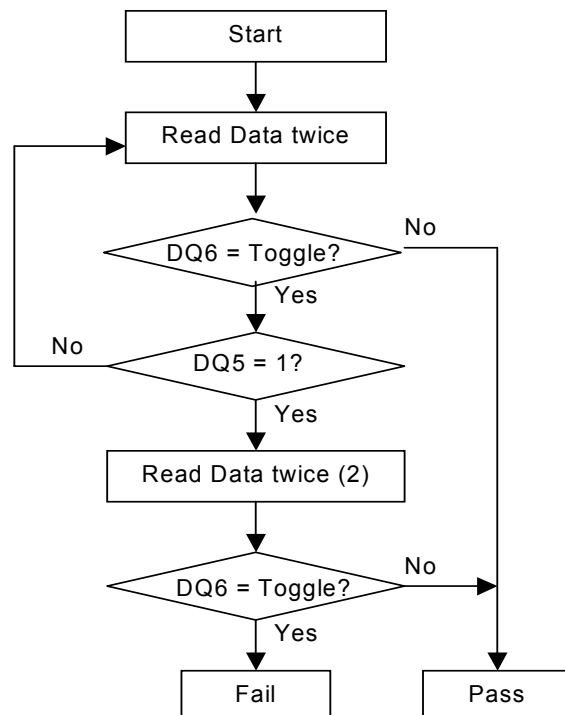 Start
Read Data twice
DQ6 = Toggle?
No
Yes
No
DQ5 = 1?
Yes
Read Data twice (2)
DQ6 = Toggle?
No
Yes
Fail
Pass